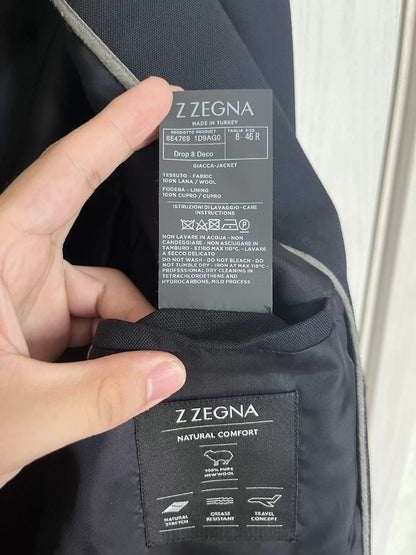 Z ZEGNA
MADE IN TURKEY
PRODOTTO PRODUCT TAGLIA SIZE
654769 1D9AG0 8 46 R
Drop 8 Deco
GIACCA-JACKET
TESSUTO - FABRIC
100% LANA / WOOL
FODERA - LINING
100% CUPRO / CUPRO
ISTRUZIONI DI LAVAGGIO - CARE
INSTRUCTIONS
NON LAVARE IN ACQUA - NON
CANDEGGIARE - NON ASCIUGARE IN
TAMBURO - STIRO MAX 110°C. - LAVARE
A SECCO DELICATO
DO NOT WASH - DO NOT BLEACH - DO
NOT TUMBLE DRY - IRON AT MAX 110°C -
PROFESSIONAL DRY CLEANING IN
TETRACHLOROETHENE AND
HYDROCARBONS, MILD PROCESS
Z ZEGNA
NATURAL COMFORT
100% PURE
NEW WOOL
NATURAL
STRETCH
CREASE
RESISTANT
TRAVEL
CONCEPT